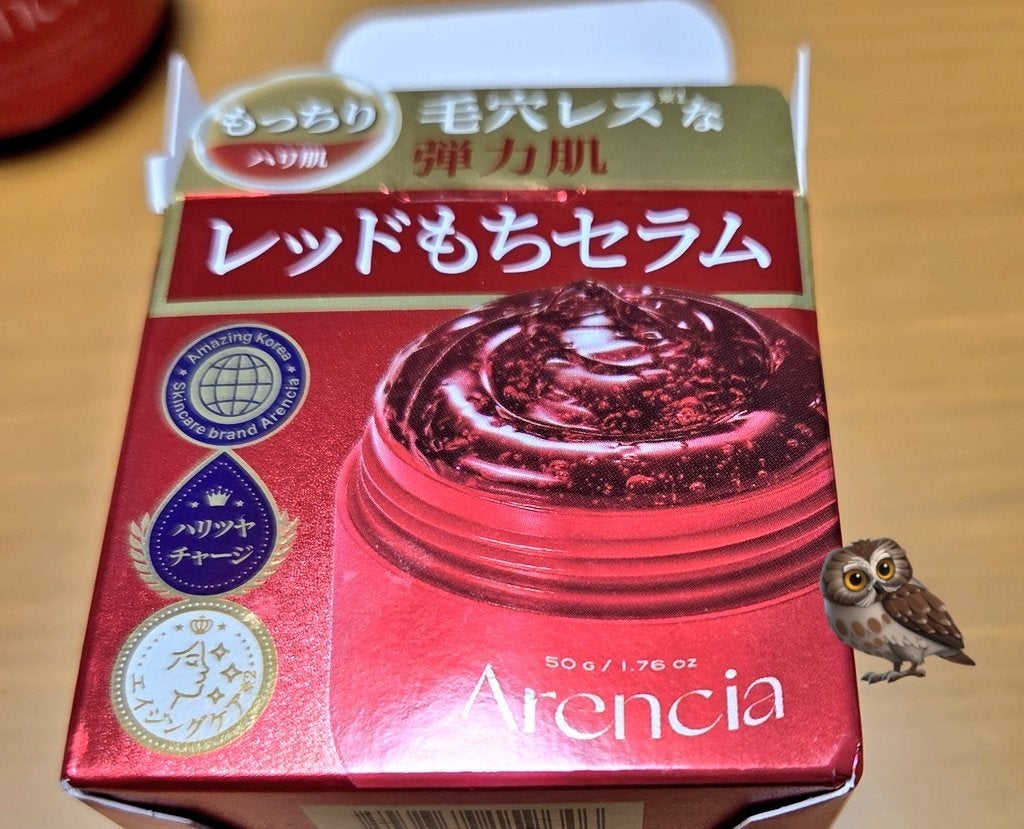 もっちり
ハリ肌
毛穴レス※1な
弾力肌
レッドもちセラム
Amazing Korea
Skincare brand Arencia
ハリツヤ
チャージ
エイジングケア※2
50 G / 1.76 OZ
Arencia